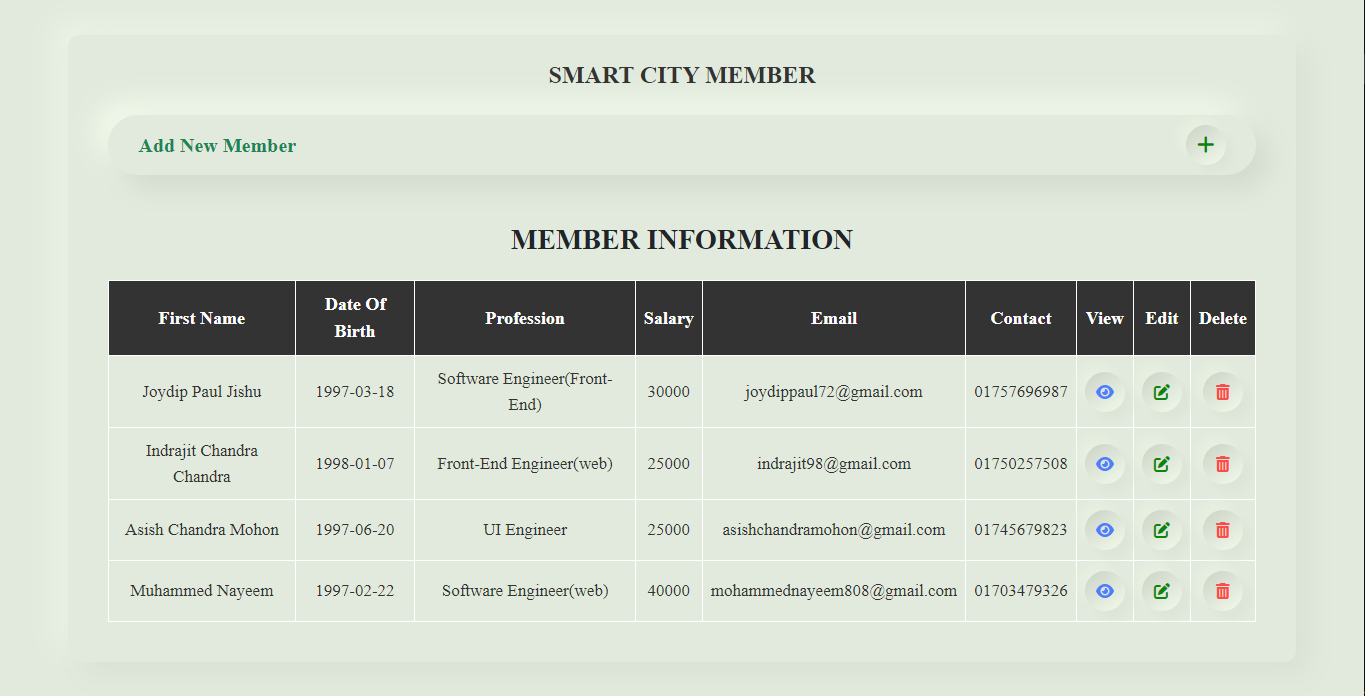 SMART CITY MEMBER
Add New Member
MEMBER INFORMATION
First Name Date Of Birth Profession Salary Email Contact View Edit Delete
Joydip Paul Jishu 1997-03-18 Software Engineer(Front-End) 30000 joydippaul72@gmail.com 01757696987
Indrajit Chandra Chandra 1998-01-07 Front-End Engineer(web) 25000 indrajit98@gmail.com 01750257508
Asish Chandra Mohon 1997-06-20 UI Engineer 25000 asishchandramohon@gmail.com 01745679823
Muhammed Nayeem 1997-02-22 Software Engineer(web) 40000 mohammednayeem808@gmail.com 01703479326